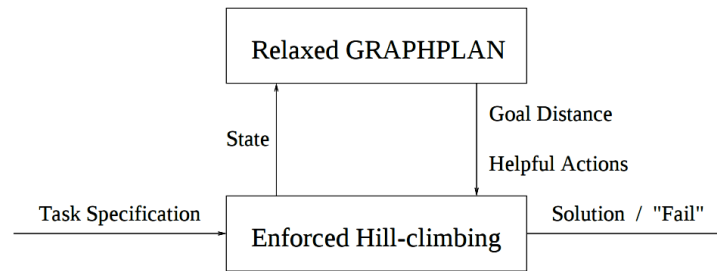 Relaxed GRAPHPLAN
Goal Distance
State
Helpful Actions
Task Specification
Solution / "Fail"
Enforced Hill-climbing